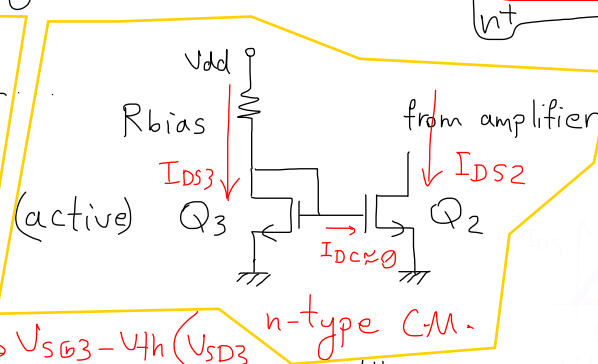 n+
Vdd
Rbias
from amplifier
IDS3
IDS2
(active)
Q3
Q2
IDC≈0
n-type C.M.
VSG3-Vth (VSD3